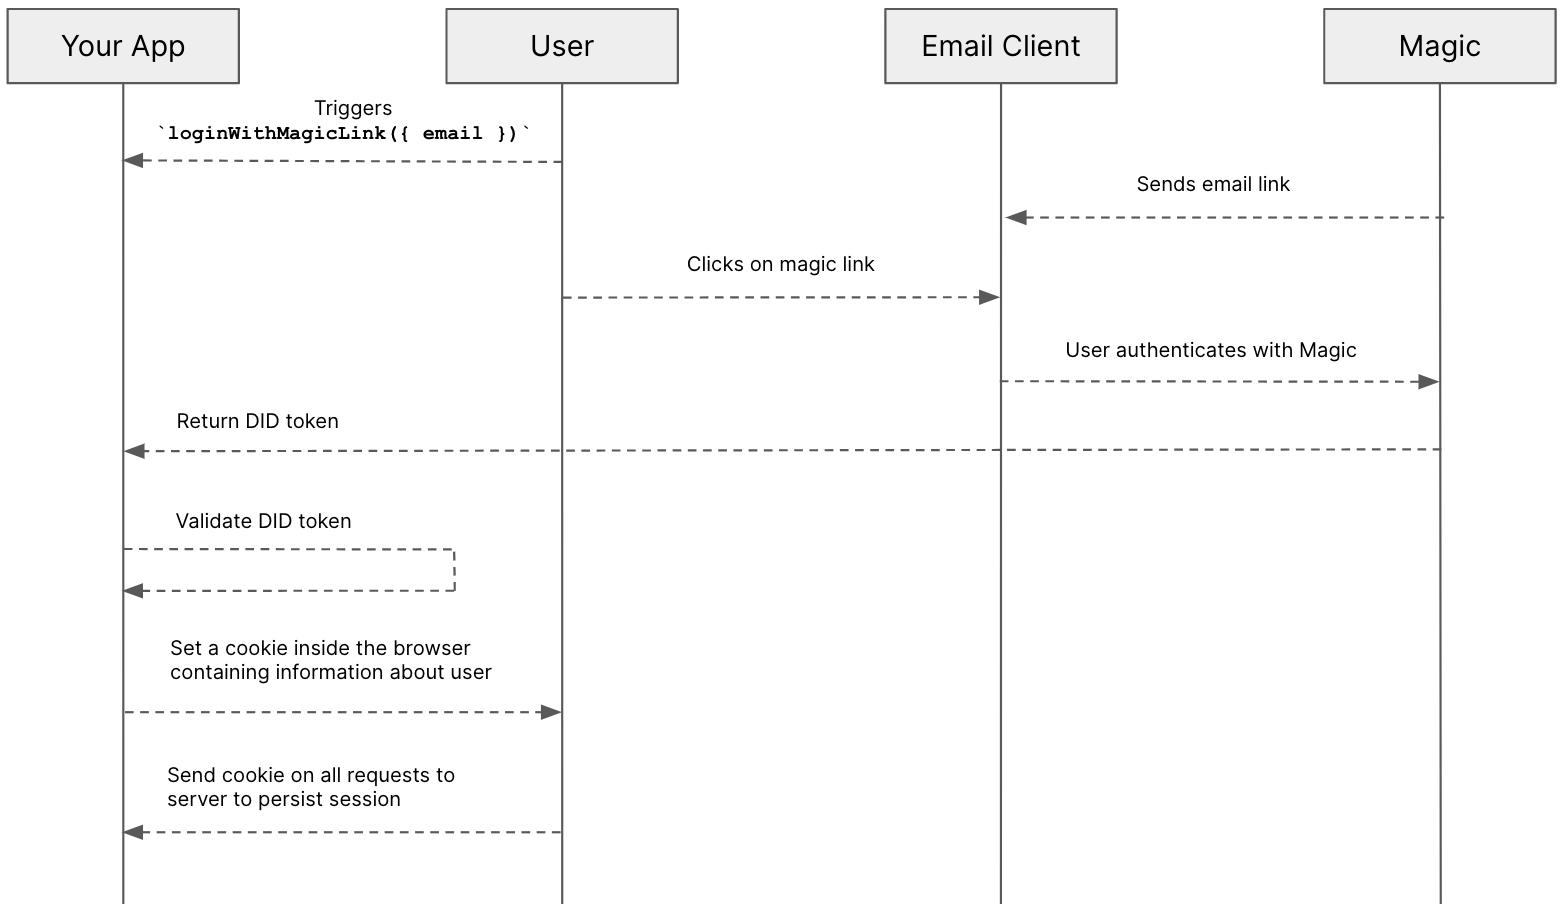 Your App
User
Email Client
Magic
Triggers
`loginWithMagicLink({ email })`
Sends email link
Clicks on magic link
User authenticates with Magic
Return DID token
Validate DID token
Set a cookie inside the browser
containing information about user
Send cookie on all requests to
server to persist session